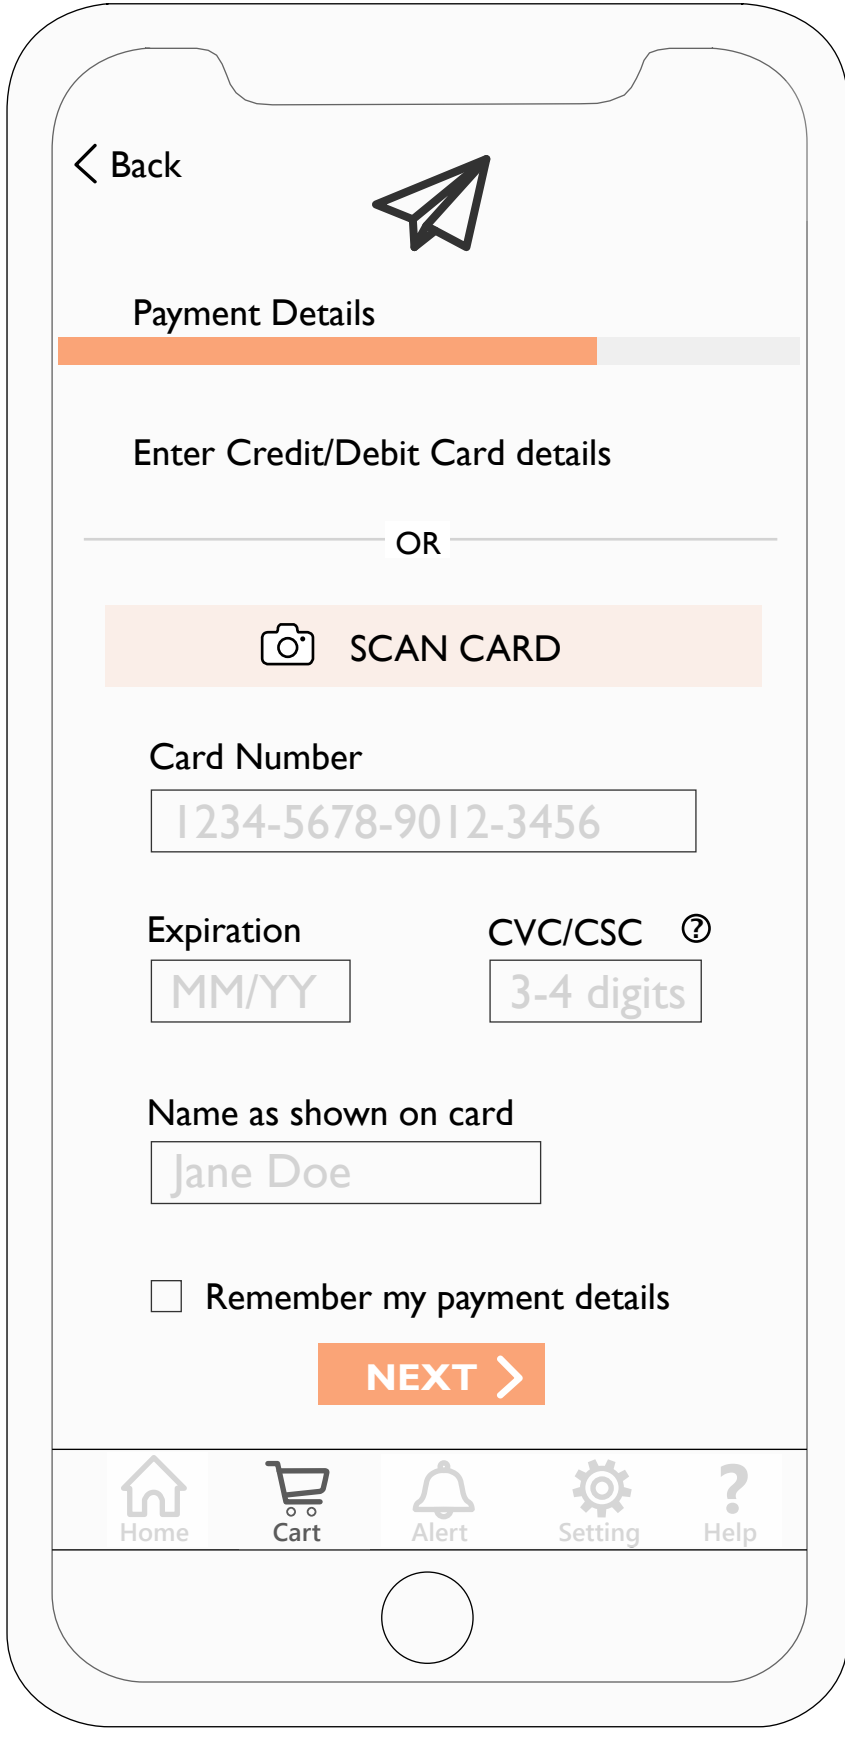 Back
Payment Details
Enter Credit/Debit Card details
OR
SCAN CARD
Card Number
1234-5678-9012-3456
Expiration CVC/CSC ?
MM/YY 3-4 digits
Name as shown on card
Jane Doe
Remember my payment details
NEXT
?
Home Cart Alert Setting Help